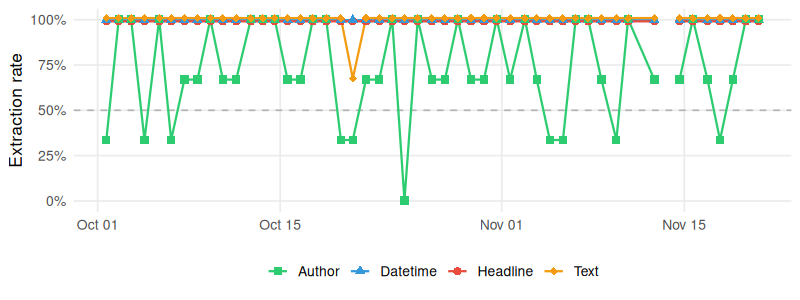 Extraction rate
100%
75%
50%
25%
0%
Oct 01 Oct 15 Nov 01 Nov 15
Author Datetime Headline Text